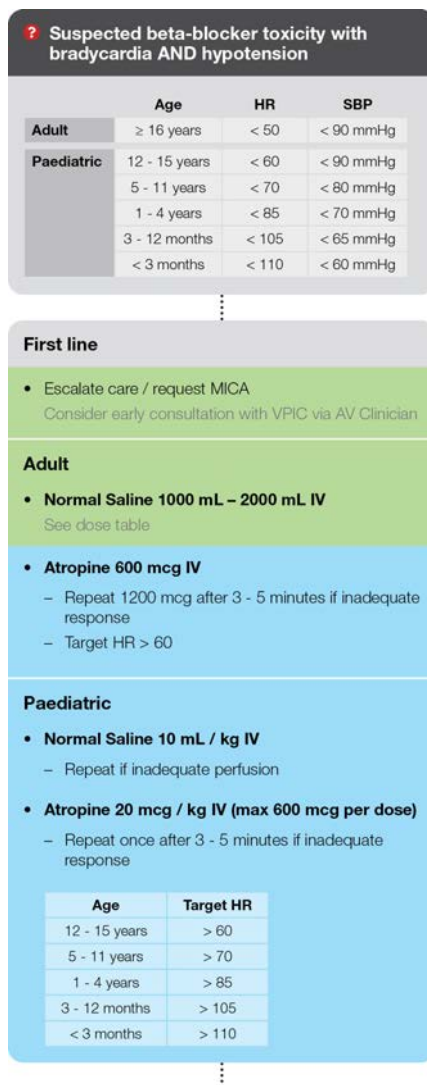 ? Suspected beta-blocker toxicity with
bradycardia AND hypotension
Age HR SBP
Adult ≥ 16 years < 50 < 90 mmHg
Paediatric 12 - 15 years < 60 < 90 mmHg
5 - 11 years < 70 < 80 mmHg
1 - 4 years < 85 < 70 mmHg
3 - 12 months < 105 < 65 mmHg
< 3 months < 110 < 60 mmHg
First line
• Escalate care / request MICA
Consider early consultation with VPIC via AV Clinician
Adult
• Normal Saline 1000 mL – 2000 mL IV
See dose table
• Atropine 600 mcg IV
– Repeat 1200 mcg after 3 - 5 minutes if inadequate
response
– Target HR > 60
Paediatric
• Normal Saline 10 mL / kg IV
– Repeat if inadequate perfusion
• Atropine 20 mcg / kg IV (max 600 mcg per dose)
– Repeat once after 3 - 5 minutes if inadequate
response
Age Target HR
12 - 15 years > 60
5 - 11 years > 70
1 - 4 years > 85
3 - 12 months > 105
< 3 months > 110